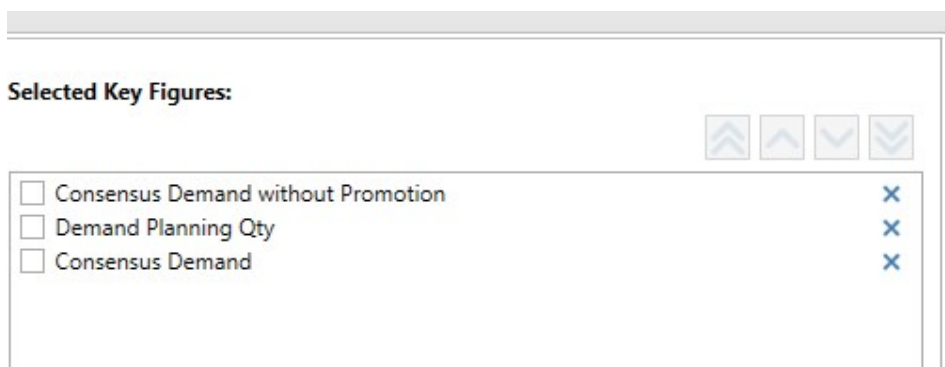 Selected Key Figures:
Consensus Demand without Promotion
Demand Planning Qty
Consensus Demand